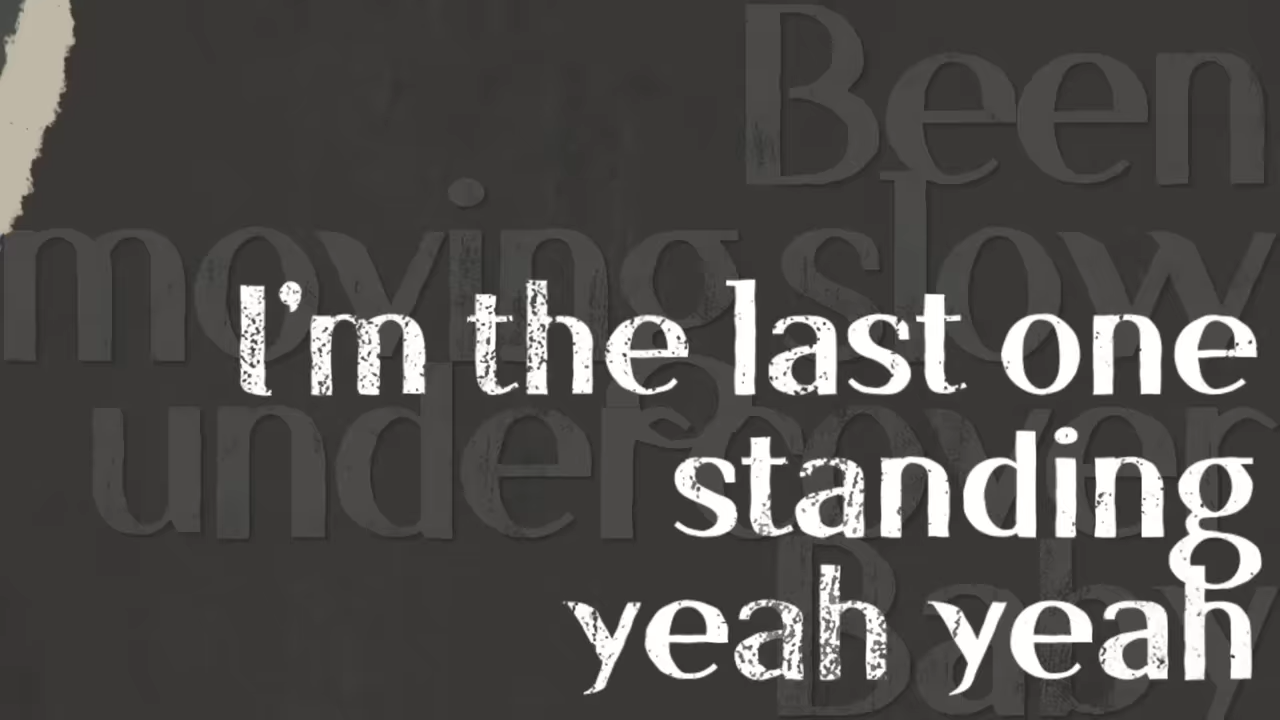 Been
moving slow
undercover
Baby
I'm the last one
standing
yeah yeah